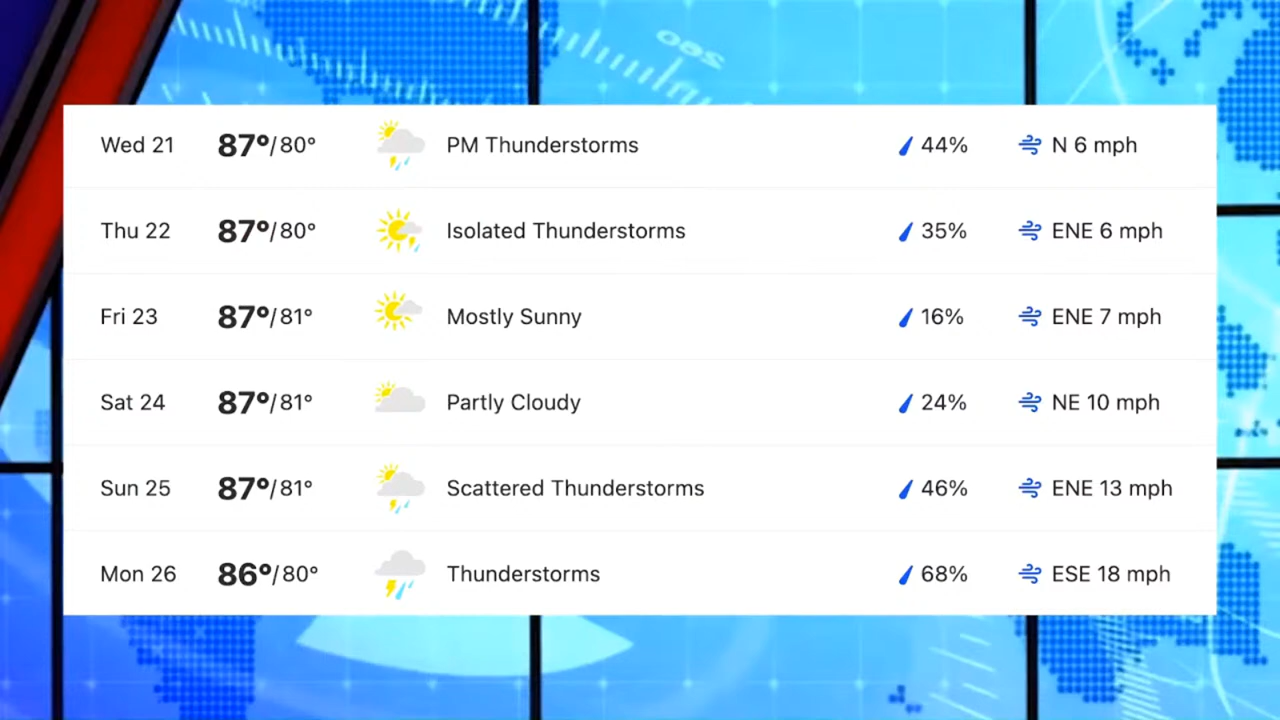 Wed 21 87°/80° PM Thunderstorms 44% N 6 mph
Thu 22 87°/80° Isolated Thunderstorms 35% ENE 6 mph
Fri 23 87°/81° Mostly Sunny 16% ENE 7 mph
Sat 24 87°/81° Partly Cloudy 24% NE 10 mph
Sun 25 87°/81° Scattered Thunderstorms 46% ENE 13 mph
Mon 26 86°/80° Thunderstorms 68% ESE 18 mph